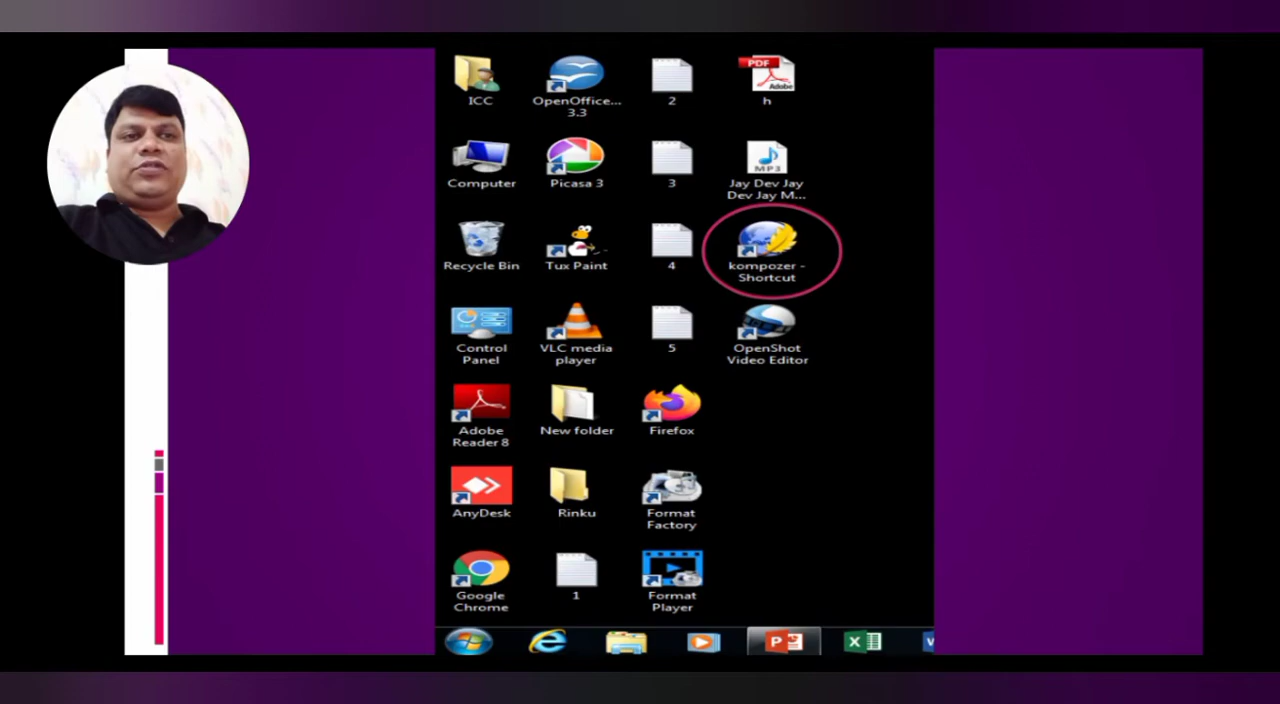 ICC
OpenOffice...
3.3
2
PDF
Adobe
h
Computer
Picasa 3
3
MP3
Jay Dev Jay
Dev Jay M...
Recycle Bin
Tux Paint
4
kompozer -
Shortcut
Control
Panel
VLC media
player
5
OpenShot
Video Editor
Adobe
Reader 8
New folder
Firefox
AnyDesk
Rinku
Format
Factory
Google
Chrome
1
Format
Player